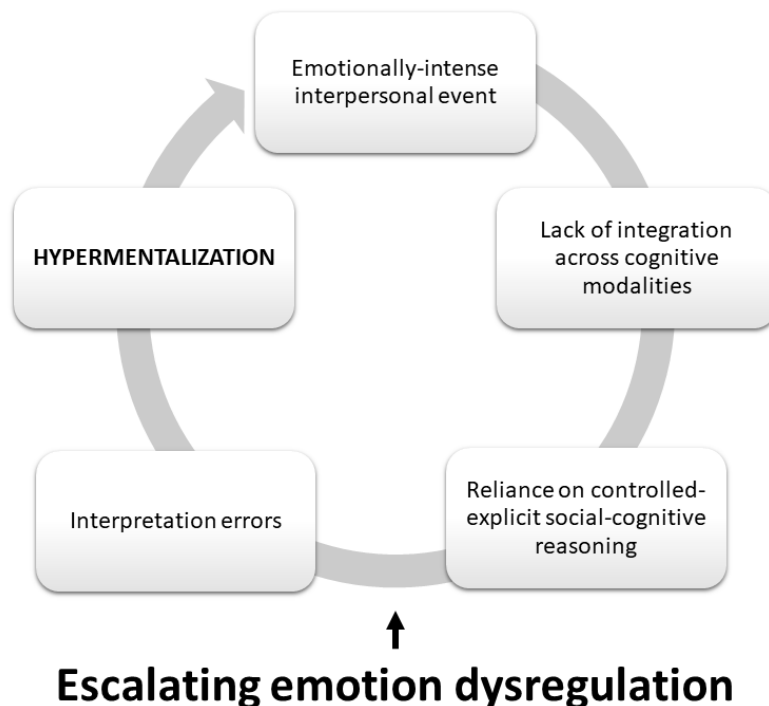 Emotionally-intense
interpersonal event
Lack of integration
across cognitive
modalities
Reliance on controlled-
explicit social-cognitive
reasoning
Interpretation errors
HYPERMENTALIZATION
Escalating emotion dysregulation